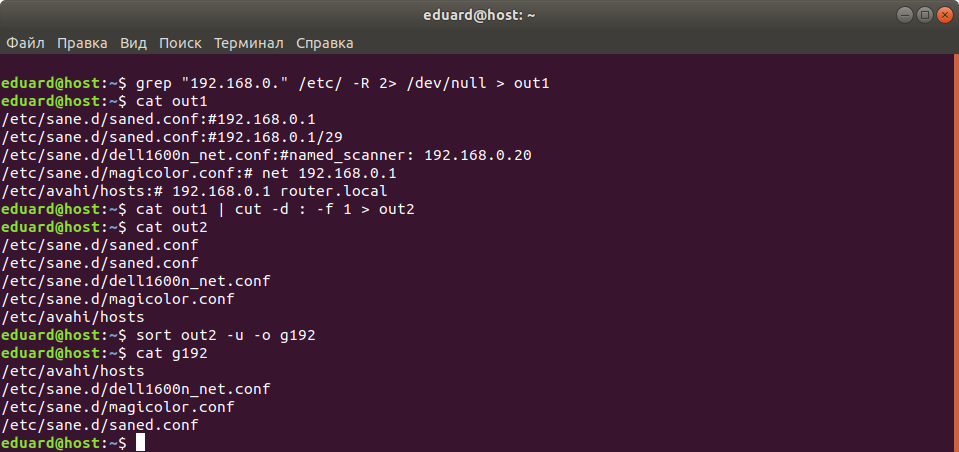 eduard@host: ~
Файл Правка Вид Поиск Терминал Справка
eduard@host:~$ grep "192.168.0." /etc/ -R 2> /dev/null > out1
eduard@host:~$ cat out1
/etc/sane.d/saned.conf:#192.168.0.1
/etc/sane.d/saned.conf:#192.168.0.1/29
/etc/sane.d/dell1600n_net.conf:#named_scanner: 192.168.0.20
/etc/sane.d/magicolor.conf:# net 192.168.0.1
/etc/avahi/hosts:# 192.168.0.1 router.local
eduard@host:~$ cat out1 | cut -d : -f 1 > out2
eduard@host:~$ cat out2
/etc/sane.d/saned.conf
/etc/sane.d/saned.conf
/etc/sane.d/dell1600n_net.conf
/etc/sane.d/magicolor.conf
/etc/avahi/hosts
eduard@host:~$ sort out2 -u -o g192
eduard@host:~$ cat g192
/etc/avahi/hosts
/etc/sane.d/dell1600n_net.conf
/etc/sane.d/magicolor.conf
/etc/sane.d/saned.conf
eduard@host:~$